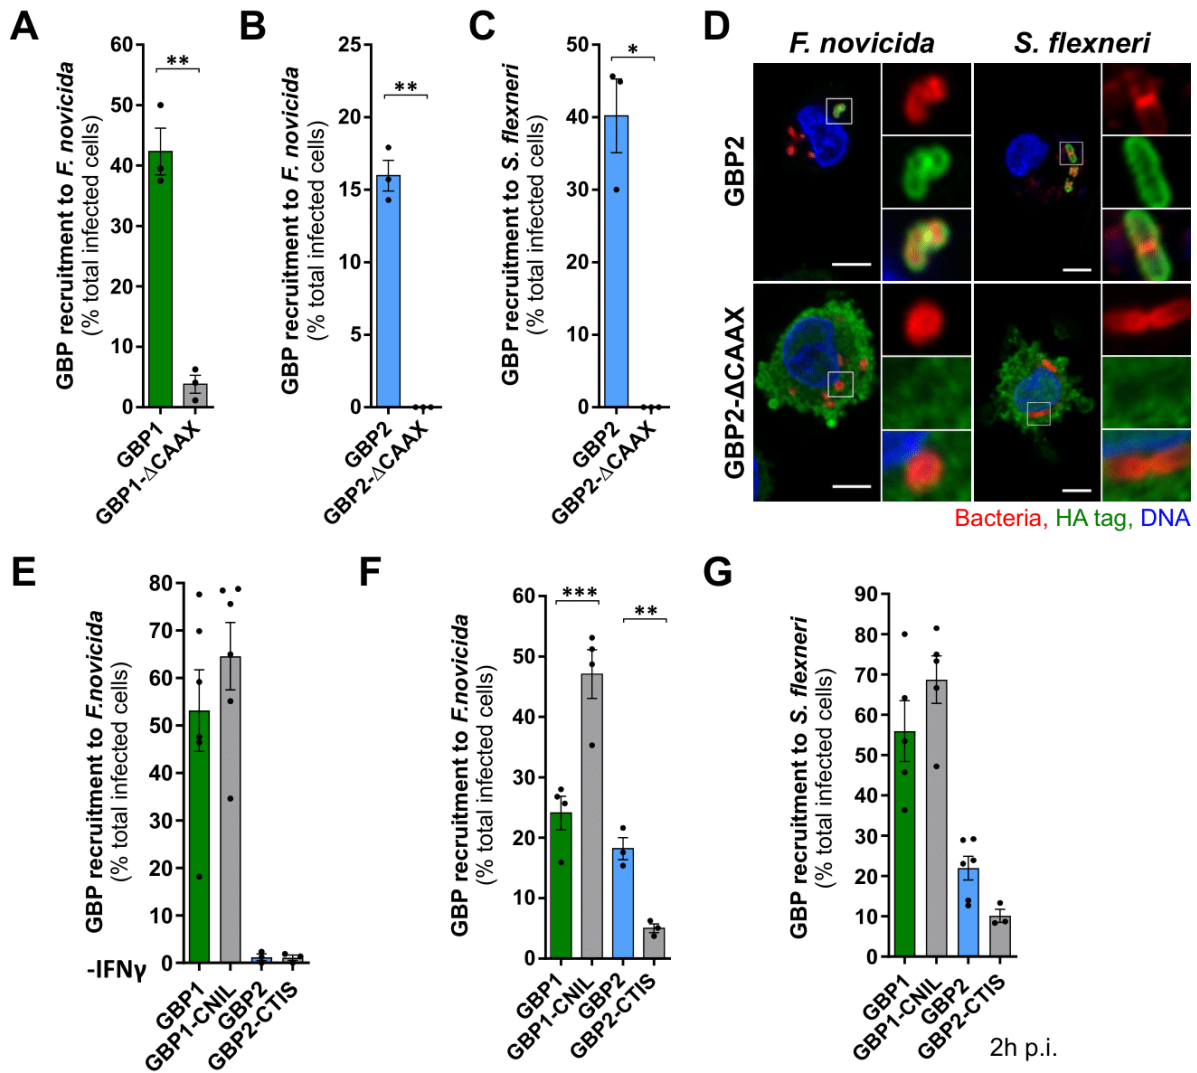 A
GBP recruitment to F. novicida
(% total infected cells)
60
50
40
30
20
10
0
**
GBP1
GBP1-ΔCAAX
B
GBP recruitment to F. novicida
(% total infected cells)
25
20
15
10
5
0
**
GBP2
GBP2-ΔCAAX
C
GBP recruitment to S. flexneri
(% total infected cells)
50
40
30
20
10
0
*
GBP2
GBP2-ΔCAAX
D
F. novicida
S. flexneri
GBP2
GBP2-ΔCAAX
Bacteria, HA tag, DNA
E
GBP recruitment to F.novicida
(% total infected cells)
80
70
60
50
40
30
20
10
0
-IFNγ
GBP1
GBP1-CNIL
GBP2
GBP2-CTIS
F
GBP recruitment to F.novicida
(% total infected cells)
60
50
40
30
20
10
0
***
**
GBP1
GBP1-CNIL
GBP2
GBP2-CTIS
G
GBP recruitment to S. flexneri
(% total infected cells)
90
80
70
60
50
40
30
20
10
0
GBP1
GBP1-CNIL
GBP2
GBP2-CTIS
2h p.i.